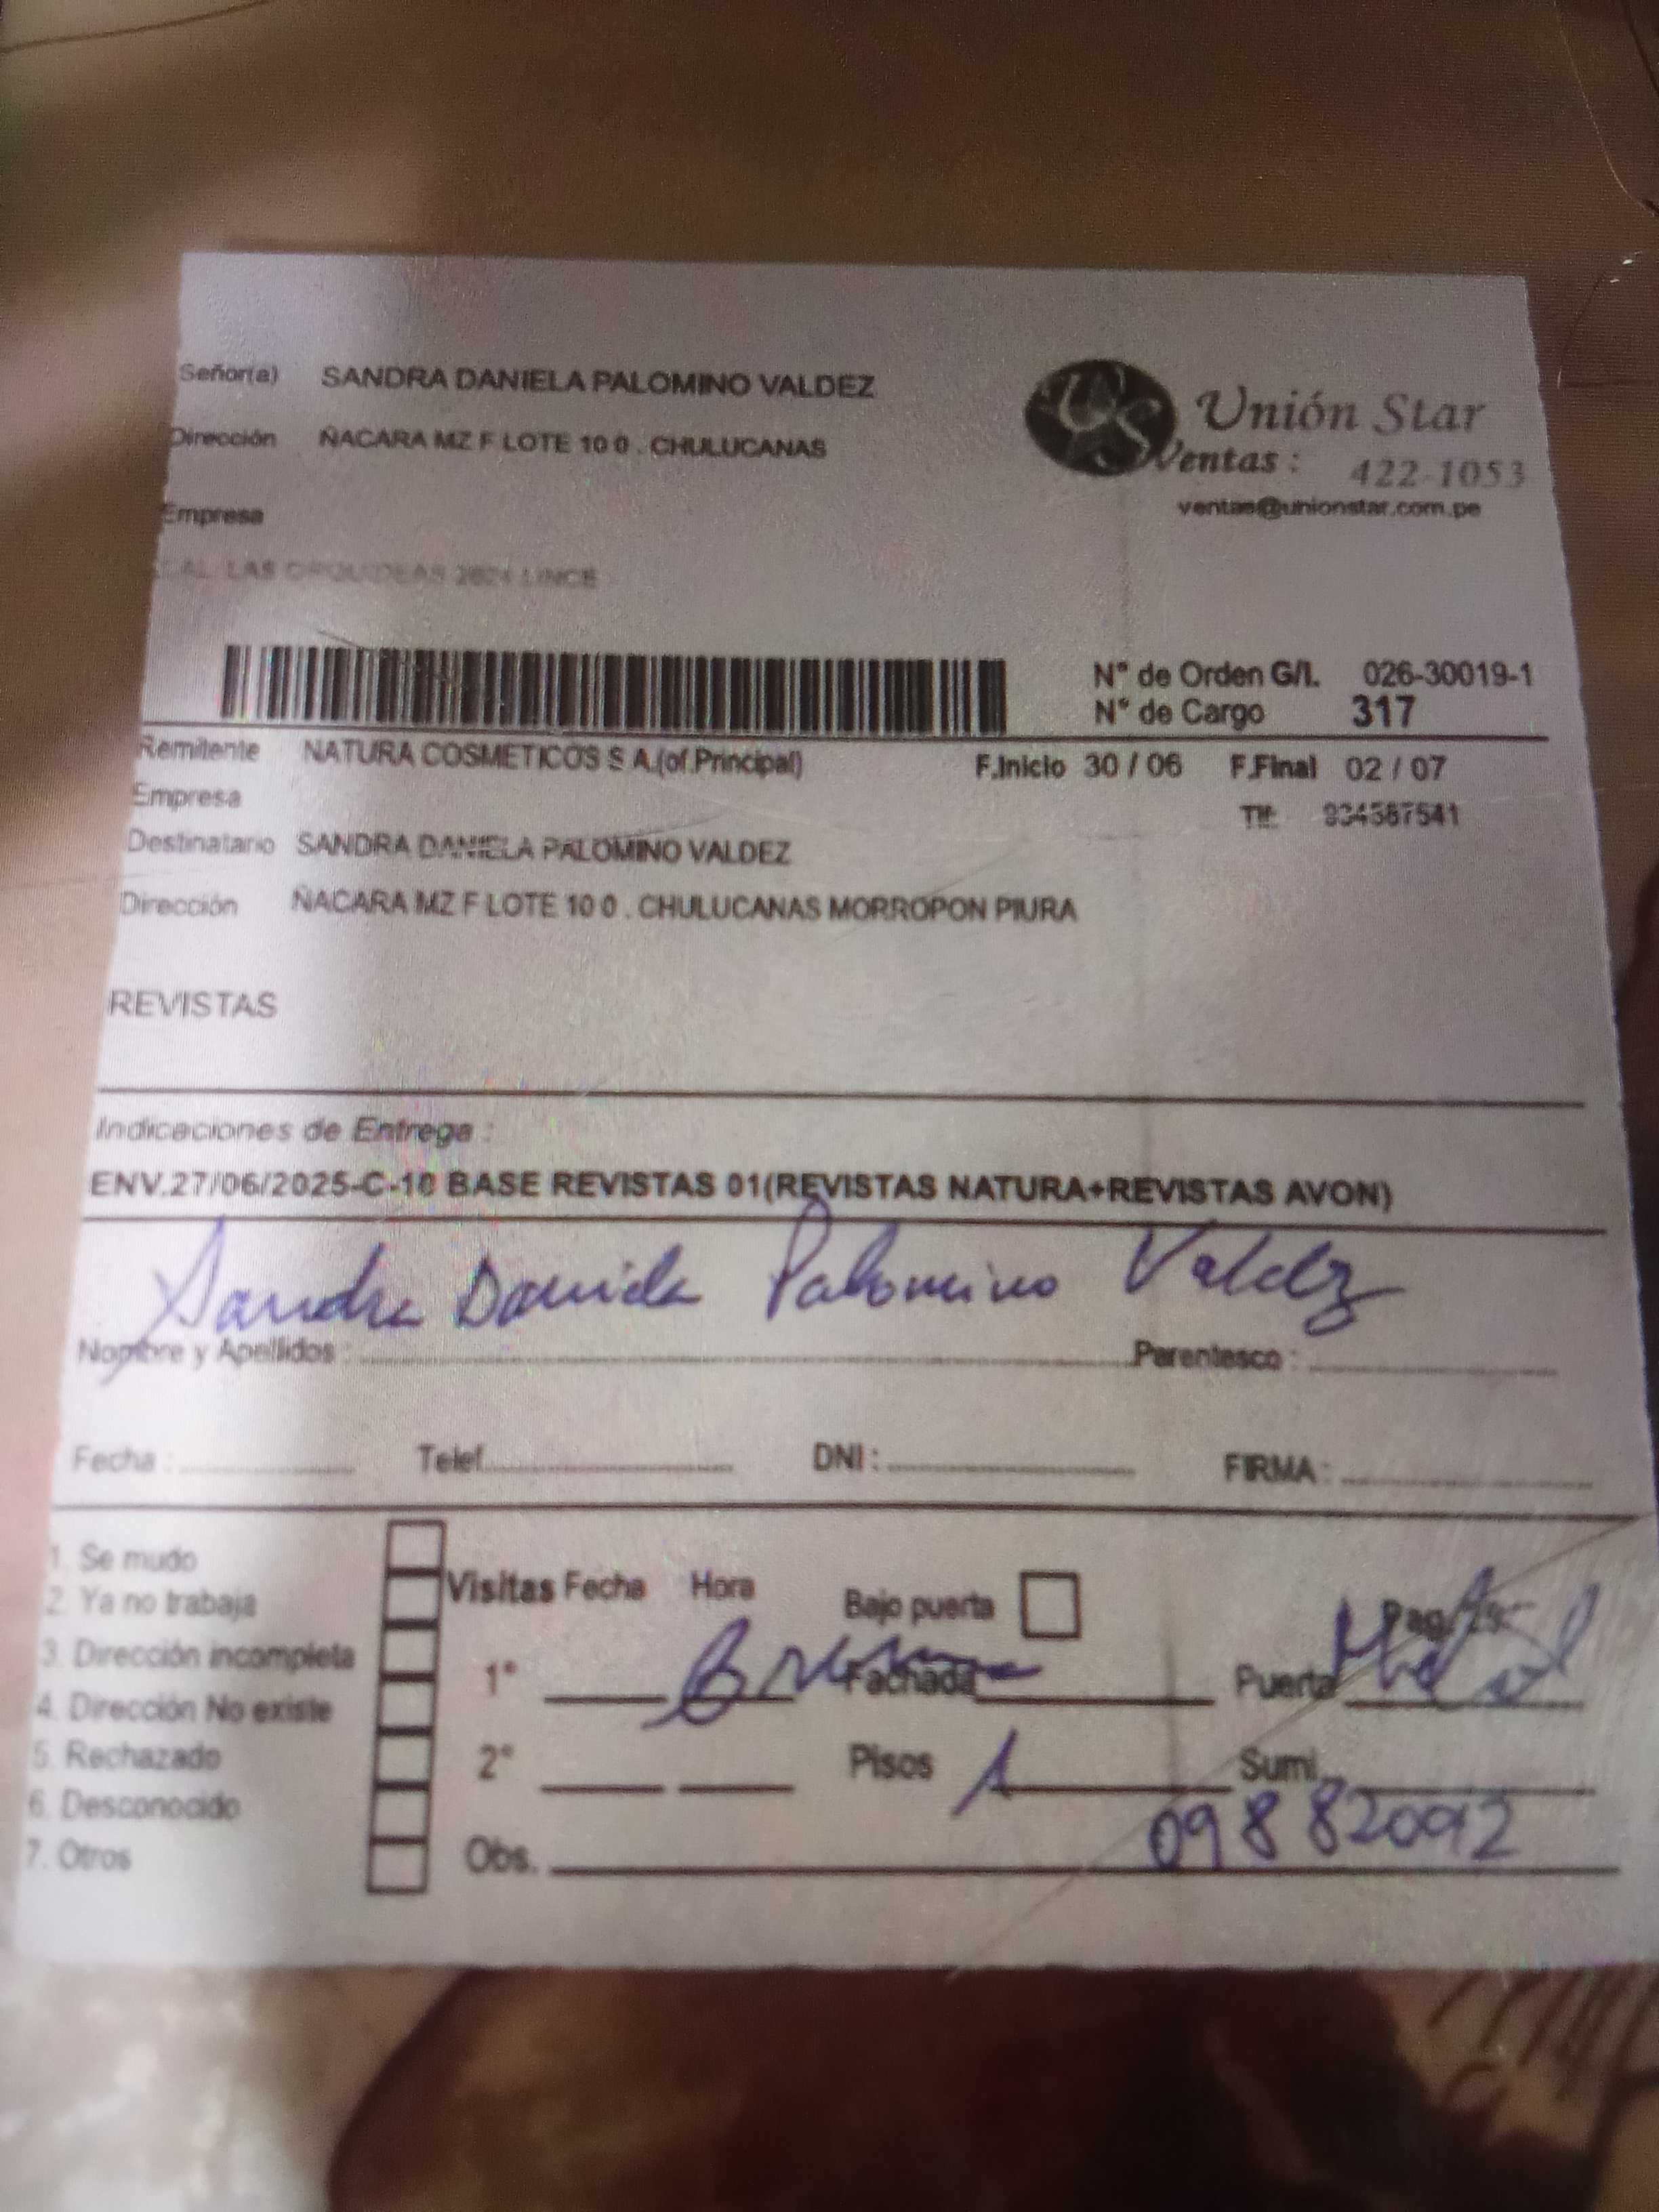 Señor(a) SANDRA DANIELA PALOMINO VALDEZ
Dirección ÑACARA MZ F LOTE 10 0 . CHULUCANAS
Empresa
Unión Star
Ventas : 422-1053
ventas@unionstar.com.pe
AL. LAS ORQUIDEAS LINCE
N° de Orden G/I. 026-30019-1
N° de Cargo 317
Remitente NATURA COSMETICOS S A.(of.Principal) F.Inicio 30 / 06 F.Final 02 / 07
Empresa
Tlf: 934587541
Destinatario SANDRA DANIELA PALOMINO VALDEZ
Dirección ÑACARA MZ F LOTE 10 0 . CHULUCANAS MORROPON PIURA
REVISTAS
Indicaciones de Entrega :
ENV.27/06/2025-C-10 BASE REVISTAS 01(REVISTAS NATURA+REVISTAS AVON)
Sandra Daniela Palomino Valdez
Nombre y Apellidos : Parentesco :
Fecha : Telef. DNI : FIRMA :
1. Se mudo
2. Ya no trabaja
3. Dirección incompleta
4. Dirección No existe
5. Rechazado
6. Desconocido
7. Otros
Visitas Fecha Hora Bajo puerta
1° Fachada Puerta
2° Pisos 1 Sumi.
09882092
Obs.